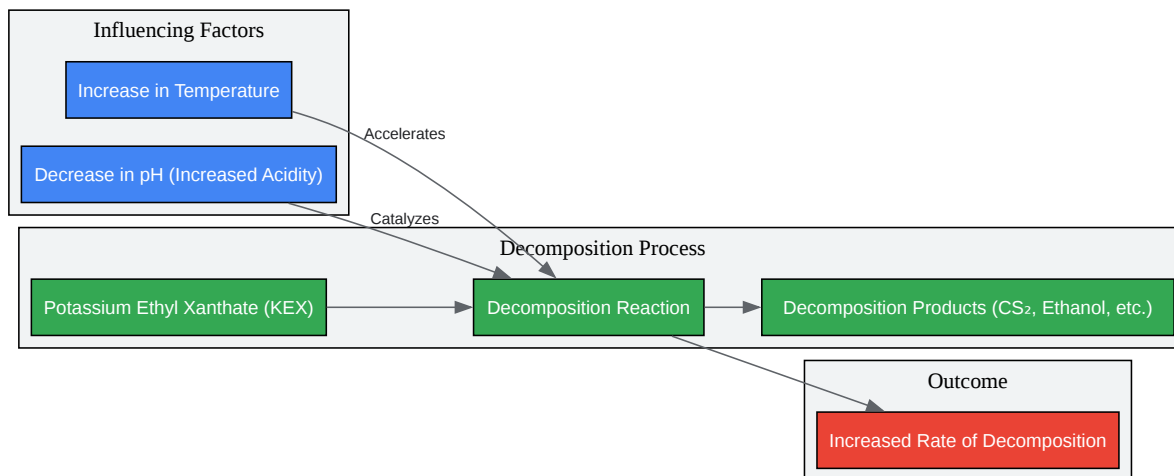 Influencing Factors
Increase in Temperature
Accelerates
Decrease in pH (Increased Acidity)
Catalyzes
Decomposition Process
Potassium Ethyl Xanthate (KEX)
Decomposition Reaction
Decomposition Products (CS₂, Ethanol, etc.)
Outcome
Increased Rate of Decomposition